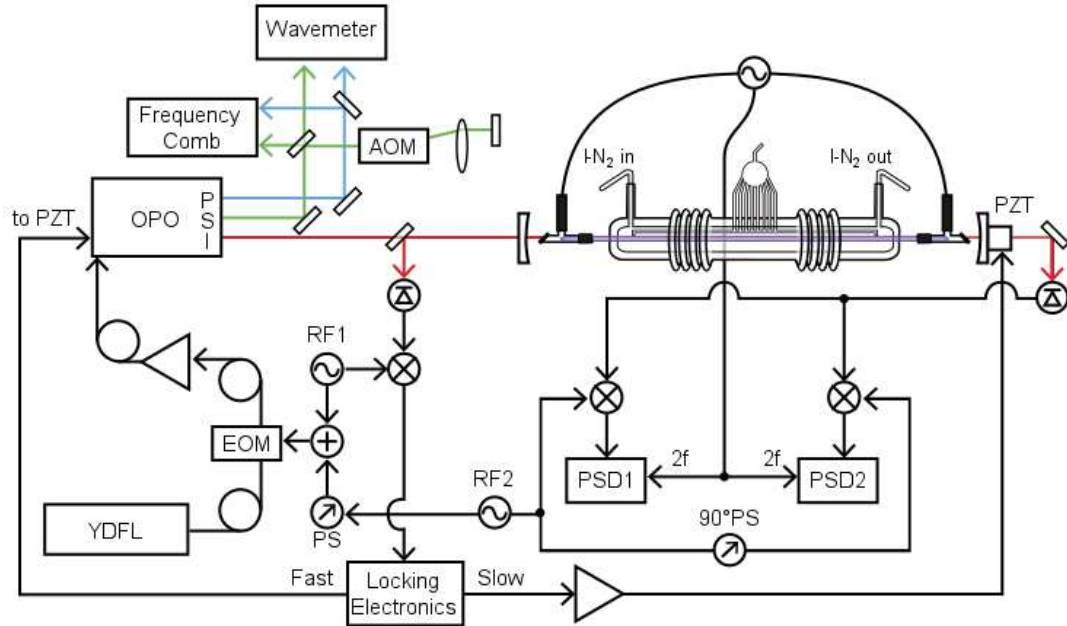 Wavemeter
Frequency
Comb
AOM
l-N₂ in
l-N₂ out
to PZT
OPO
P
S
I
PZT
RF1
EOM
PSD1
2f
2f
PSD2
RF2
90°PS
YDFL
PS
Fast
Locking
Electronics
Slow